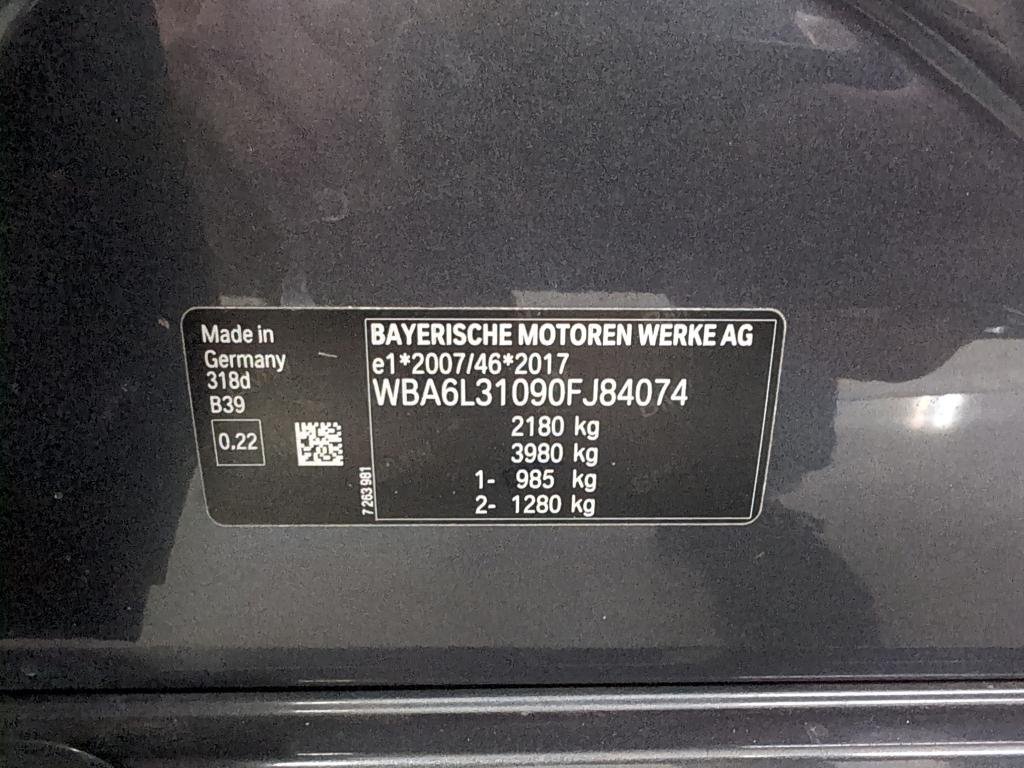 Made in
Germany
318d
B39
0.22
7 263 981
BAYERISCHE MOTOREN WERKE AG
e1*2007/46*2017
WBA6L31090FJ84074
2180 kg
3980 kg
1- 985 kg
2- 1280 kg